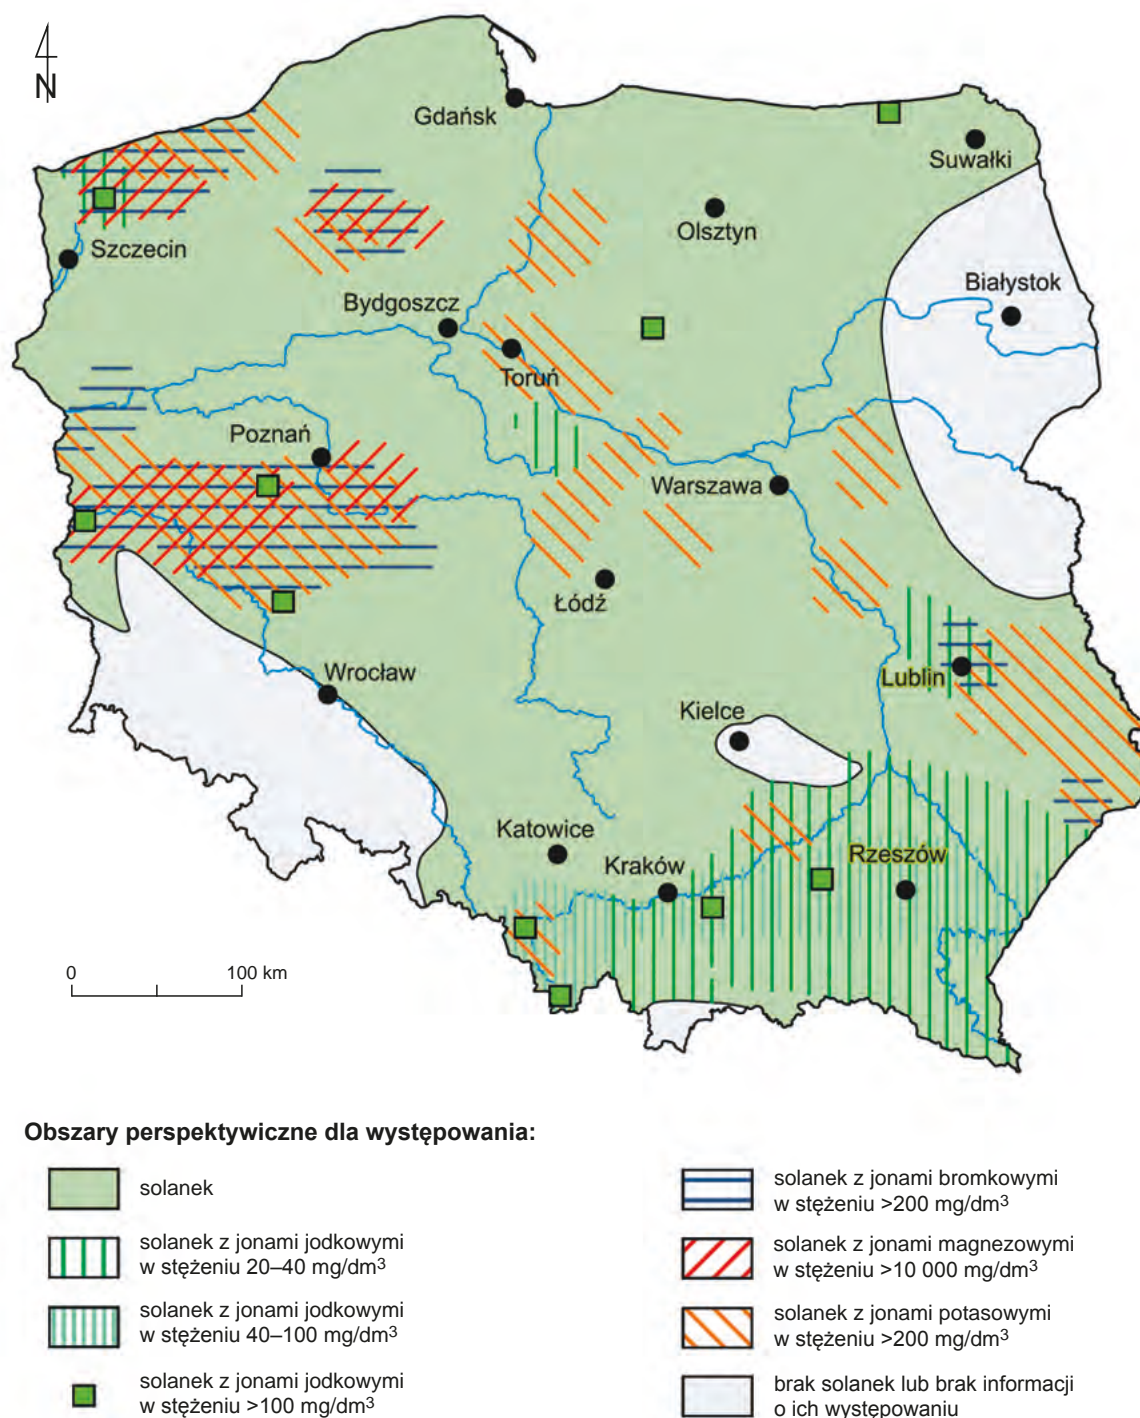 N
Gdańsk
Suwałki
Olsztyn
Szczecin
Białystok
Bydgoszcz
Toruń
Poznań
Warszawa
Łódź
Lublin
Wrocław
Kielce
Katowice
Kraków
Rzeszów
0 100 km
Obszary perspektywiczne dla występowania:
solanek
solanek z jonami jodkowymi
w stężeniu 20–40 mg/dm³
solanek z jonami jodkowymi
w stężeniu 40–100 mg/dm³
solanek z jonami jodkowymi
w stężeniu >100 mg/dm³
solanek z jonami bromkowymi
w stężeniu >200 mg/dm³
solanek z jonami magnezowymi
w stężeniu >10 000 mg/dm³
solanek z jonami potasowymi
w stężeniu >200 mg/dm³
brak solanek lub brak informacji
o ich występowaniu